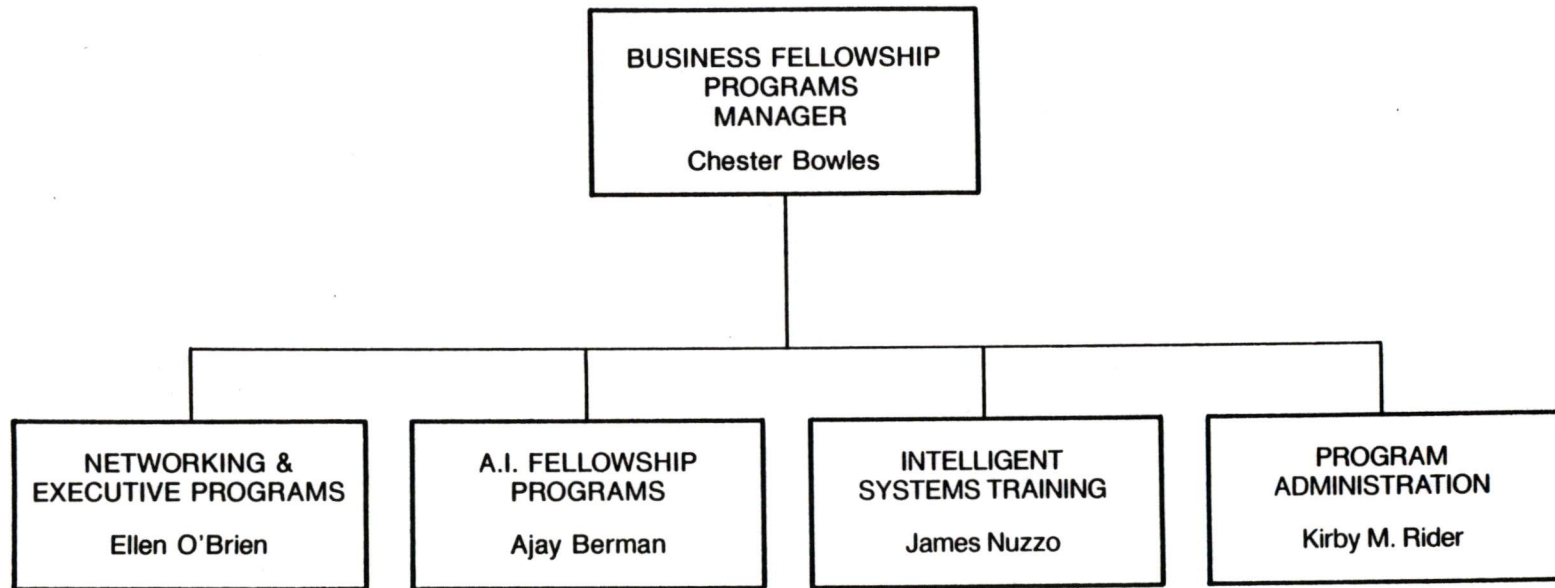 BUSINESS FELLOWSHIP
PROGRAMS
MANAGER
Chester Bowles
NETWORKING &
EXECUTIVE PROGRAMS
Ellen O'Brien
A.I. FELLOWSHIP
PROGRAMS
Ajay Berman
INTELLIGENT
SYSTEMS TRAINING
James Nuzzo
PROGRAM
ADMINISTRATION
Kirby M. Rider